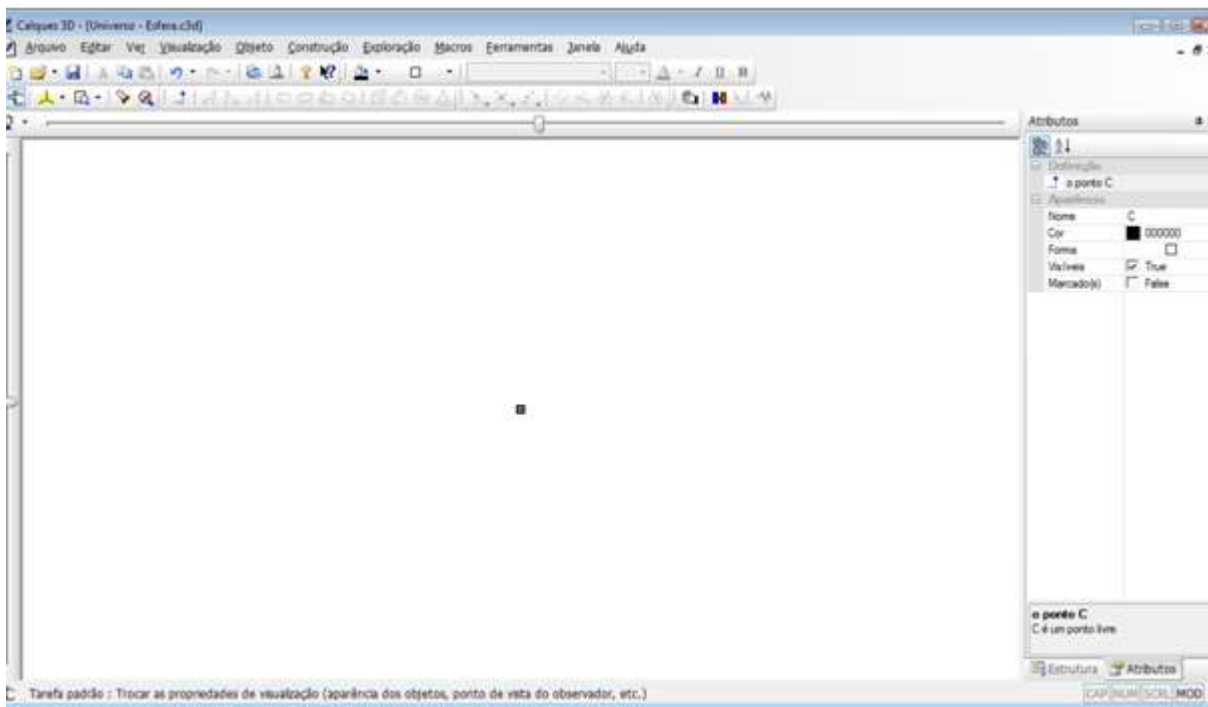 Calques 3D - [Universo - Esfera.c3d]
Arquivo Editar Ver Visualização Objeto Construção Exploração Macros Ferramentas Janela Ajuda
Atributos
Definição
o ponto C
Aparência
Nome C
Cor 000000
Forma
Visíveis True
Marcado(s) False
o ponto C
C é um ponto livre
Estrutura Atributos
Tarefa padrão : Trocar as propriedades de visualização (aparência dos objetos, ponto de vista do observador, etc.)
CAP NUM SCRL MOD